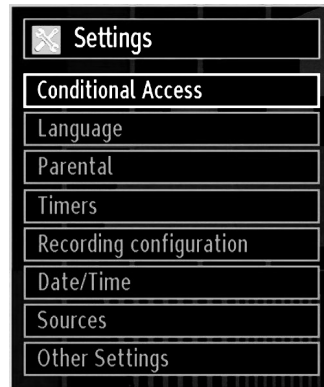 Settings
Conditional Access
Language
Parental
Timers
Recording configuration
Date/Time
Sources
Other Settings